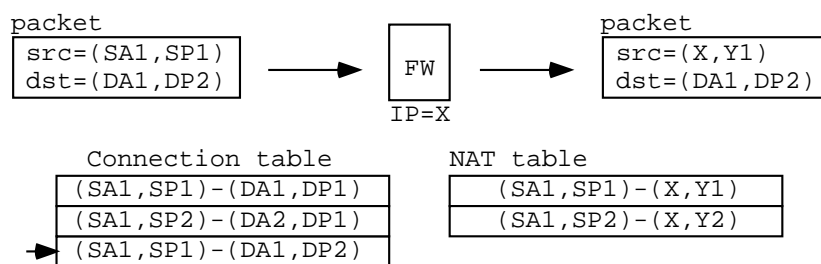 packet
src=(SA1,SP1)
dst=(DA1,DP2)
FW
IP=X
packet
src=(X,Y1)
dst=(DA1,DP2)
Connection table
(SA1,SP1)-(DA1,DP1)
(SA1,SP2)-(DA2,DP1)
(SA1,SP1)-(DA1,DP2)
NAT table
(SA1,SP1)-(X,Y1)
(SA1,SP2)-(X,Y2)